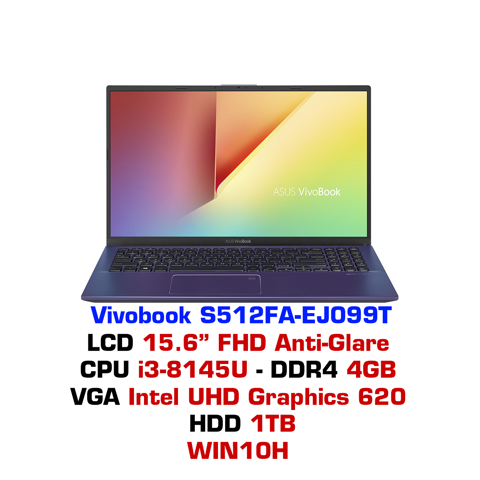 ASUS VivoBook
ASUS VivoBook
Vivobook S512FA-EJ099T
LCD 15.6” FHD Anti-Glare
CPU i3-8145U - DDR4 4GB
VGA Intel UHD Graphics 620
HDD 1TB
WIN10H